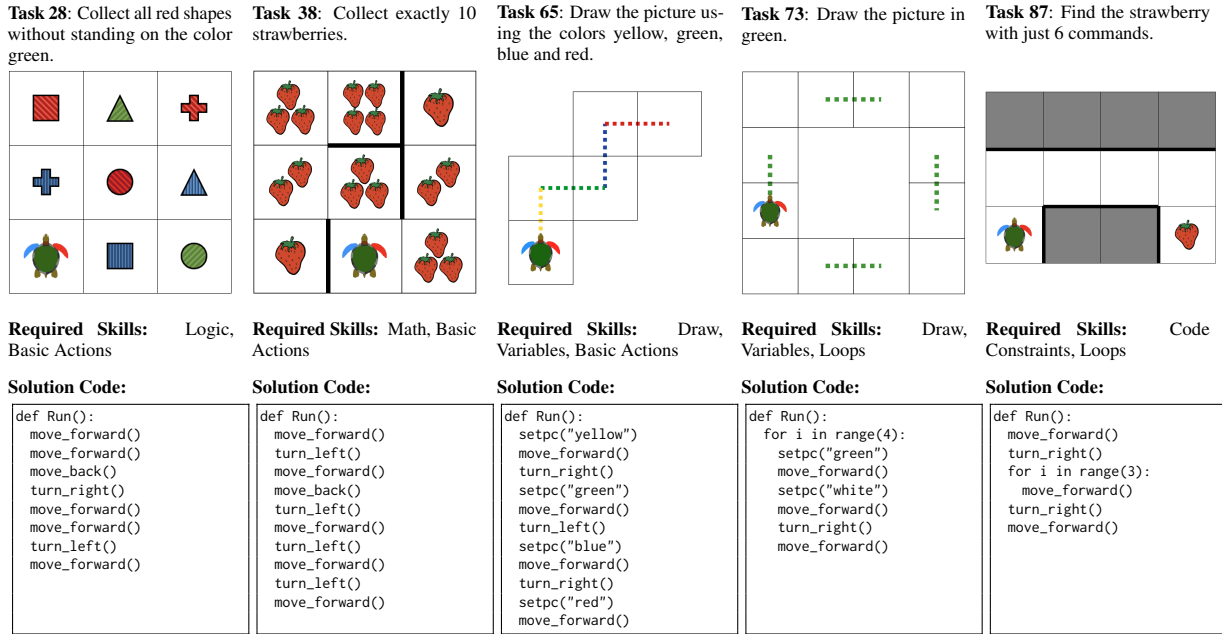 Task 28: Collect all red shapes
without standing on the color
green.
Required Skills: Logic,
Basic Actions
Solution Code:
def Run():
  move_forward()
  move_forward()
  move_back()
  turn_right()
  move_forward()
  move_forward()
  turn_left()
  move_forward()
Task 38: Collect exactly 10
strawberries.
Required Skills: Math, Basic
Actions
Solution Code:
def Run():
  move_forward()
  turn_left()
  move_forward()
  move_back()
  turn_left()
  move_forward()
  turn_left()
  move_forward()
  turn_left()
  move_forward()
Task 65: Draw the picture us-
ing the colors yellow, green,
blue and red.
Required Skills: Draw,
Variables, Basic Actions
Solution Code:
def Run():
  setpc("yellow")
  move_forward()
  turn_right()
  setpc("green")
  move_forward()
  turn_left()
  setpc("blue")
  move_forward()
  turn_right()
  setpc("red")
  move_forward()
Task 73: Draw the picture in
green.
Required Skills: Draw,
Variables, Loops
Solution Code:
def Run():
  for i in range(4):
    setpc("green")
    move_forward()
    setpc("white")
    move_forward()
    turn_right()
    move_forward()
Task 87: Find the strawberry
with just 6 commands.
Required Skills: Code
Constraints, Loops
Solution Code:
def Run():
  move_forward()
  turn_right()
  for i in range(3):
    move_forward()
  turn_right()
  move_forward()